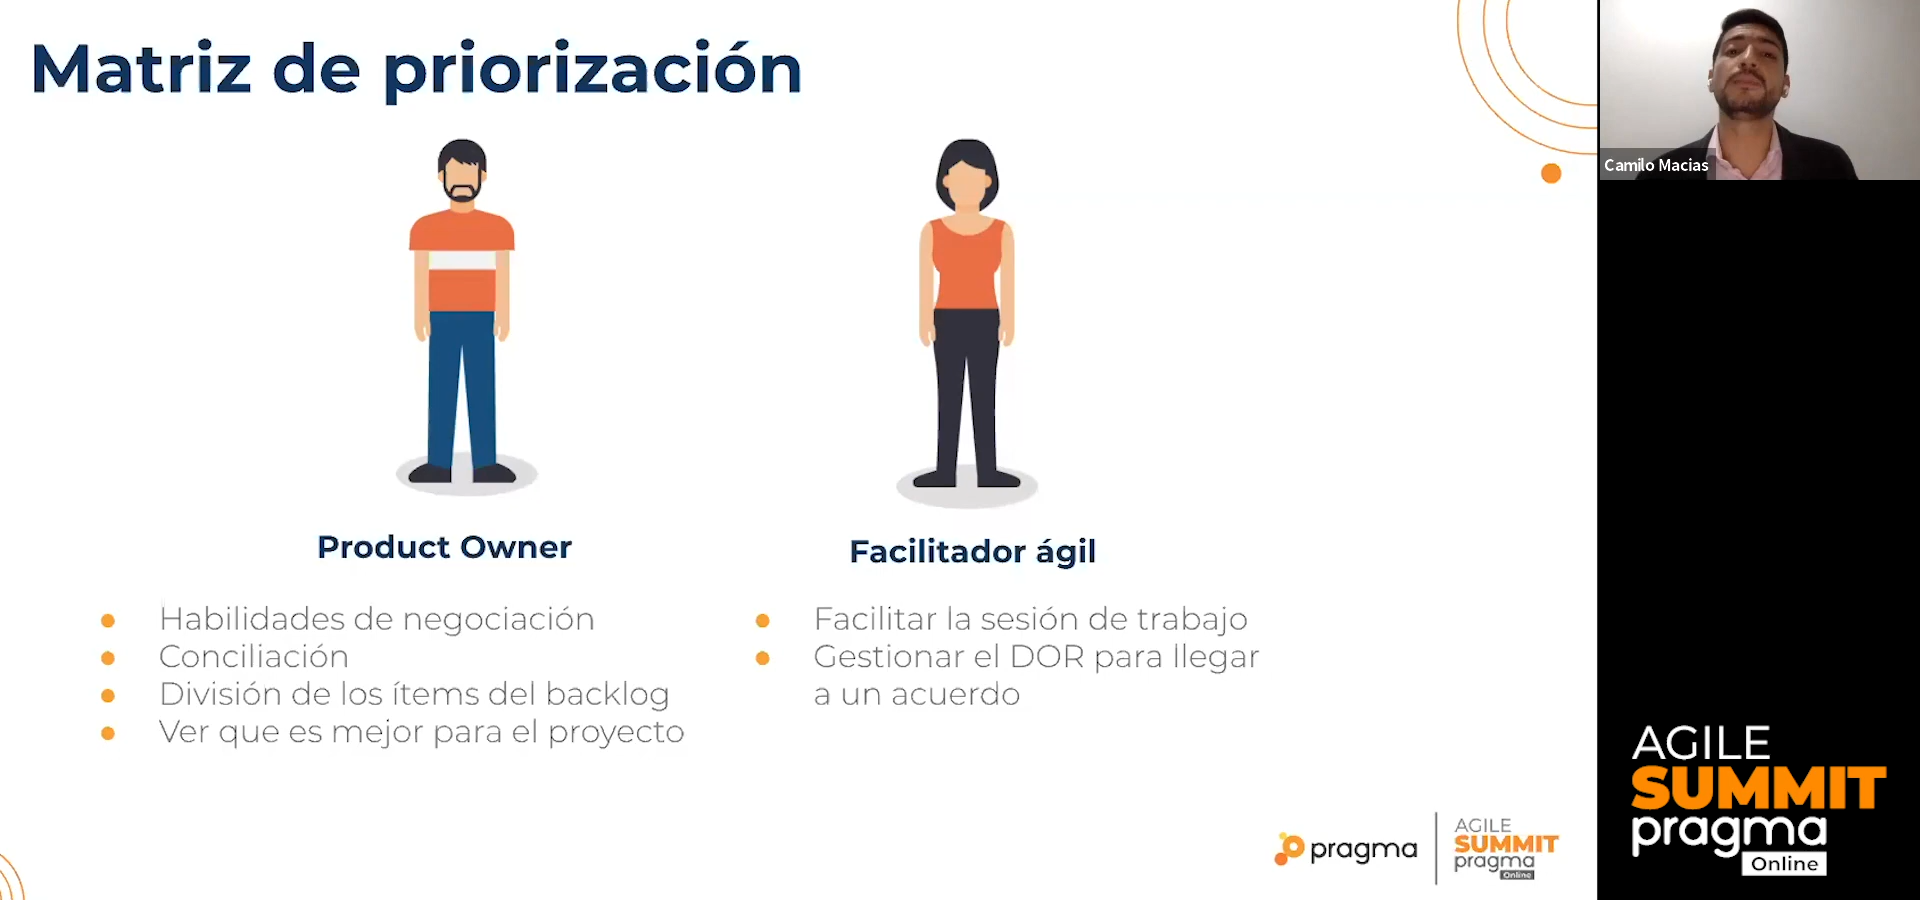 Matriz de priorización
Camilo Macias
Product Owner
Habilidades de negociación
Conciliación
División de los ítems del backlog
Ver que es mejor para el proyecto
Facilitador ágil
Facilitar la sesión de trabajo
Gestionar el DOR para llegar
a un acuerdo
pragma
AGILE
SUMMIT
pragma
Online
AGILE
SUMMIT
pragma
Online